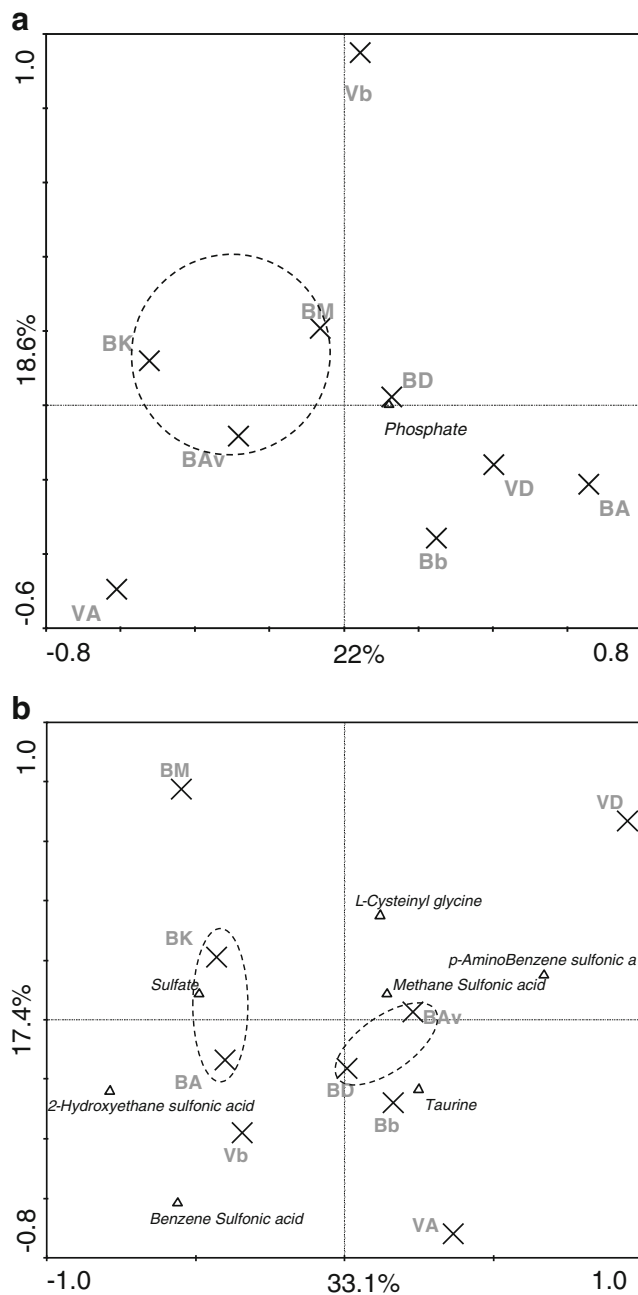 a
1.0
Vb
18.6%
BM
BK
BD
Phosphate
BAv
VD
BA
Bb
VA
-0.6
-0.8
22%
0.8
b
1.0
BM
VD
L-Cysteinyl glycine
BK
p-AminoBenzene sulfonic a
Sulfate
Methane Sulfonic acid
BAv
17.4%
BA
BD
2-Hydroxyethane sulfonic acid
Taurine
Bb
Vb
Benzene Sulfonic acid
VA
-0.8
-1.0
33.1%
1.0